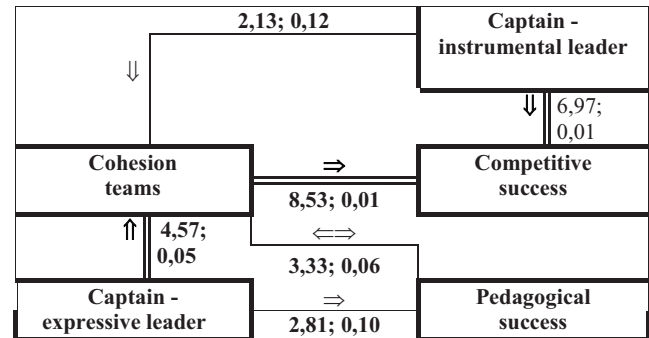 2,13; 0,12
Captain -
instrumental leader
⇓
⇓ 6,97;
0,01
Cohesion
teams
⇒
8,53; 0,01
Competitive
success
⇑ 4,57;
0,05
⇐⇒
3,33; 0,06
Captain -
expressive leader
⇒
2,81; 0,10
Pedagogical
success